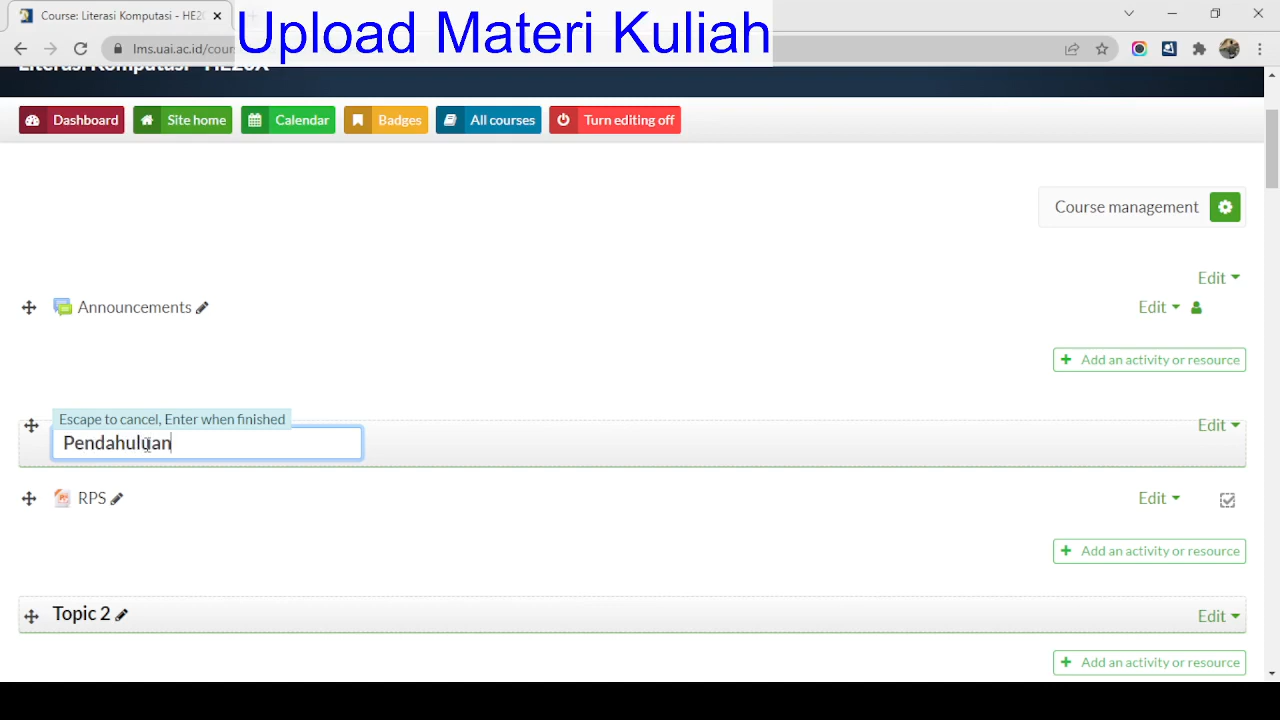 Course: Literasi Komputasi - HE20
Upload Materi Kuliah
lms.uai.ac.id/cour
Literasi Komputasi - HE20X
Dashboard
Site home
Calendar
Badges
All courses
Turn editing off
Course management
Edit
Announcements
Edit
Add an activity or resource
Escape to cancel, Enter when finished
Edit
Pendahuluan
RPS
Edit
Add an activity or resource
Topic 2
Edit
Add an activity or resource